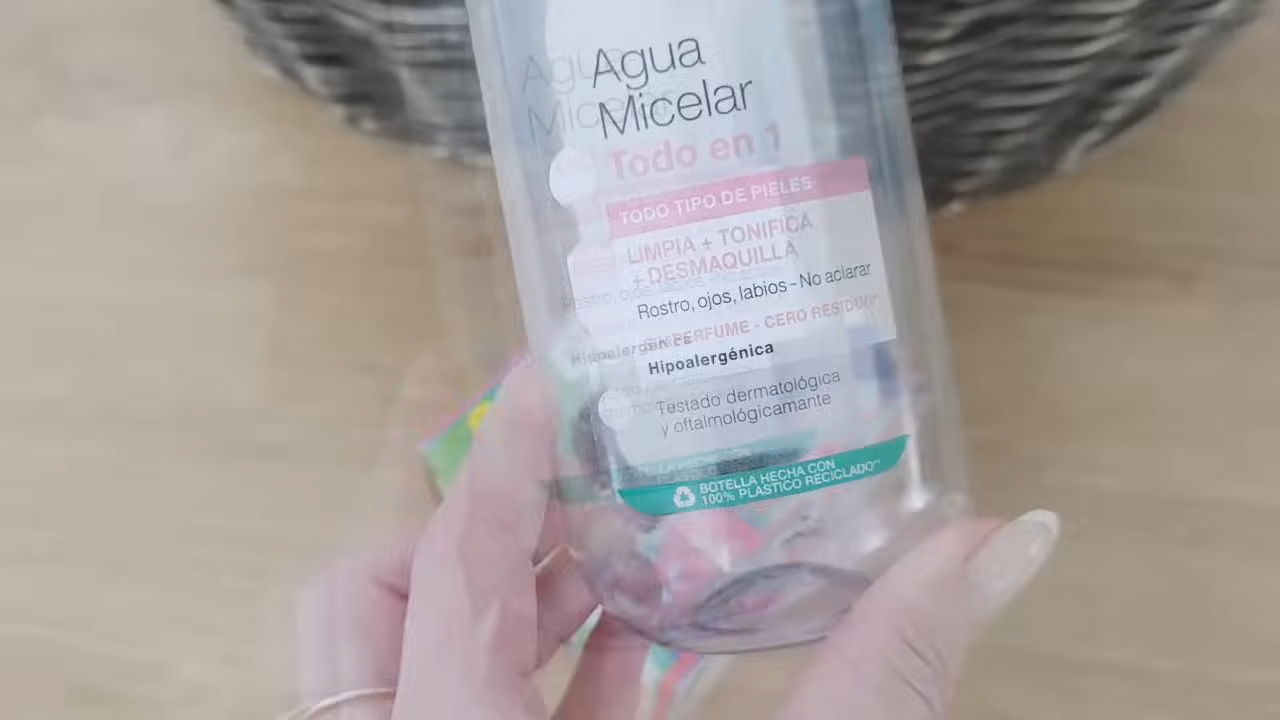 Agua
Micelar
Todo en 1
TODO TIPO DE PIELES
LIMPIA + TONIFICA
+ DESMAQUILLA
Rostro, ojos, labios - No aclarar
PERFUME - CERO RESIDUO*
Hipoalergénica
Testado dermatológica
y oftalmológicamante
BOTELLA HECHA CON
100% PLÁSTICO RECICLADO**